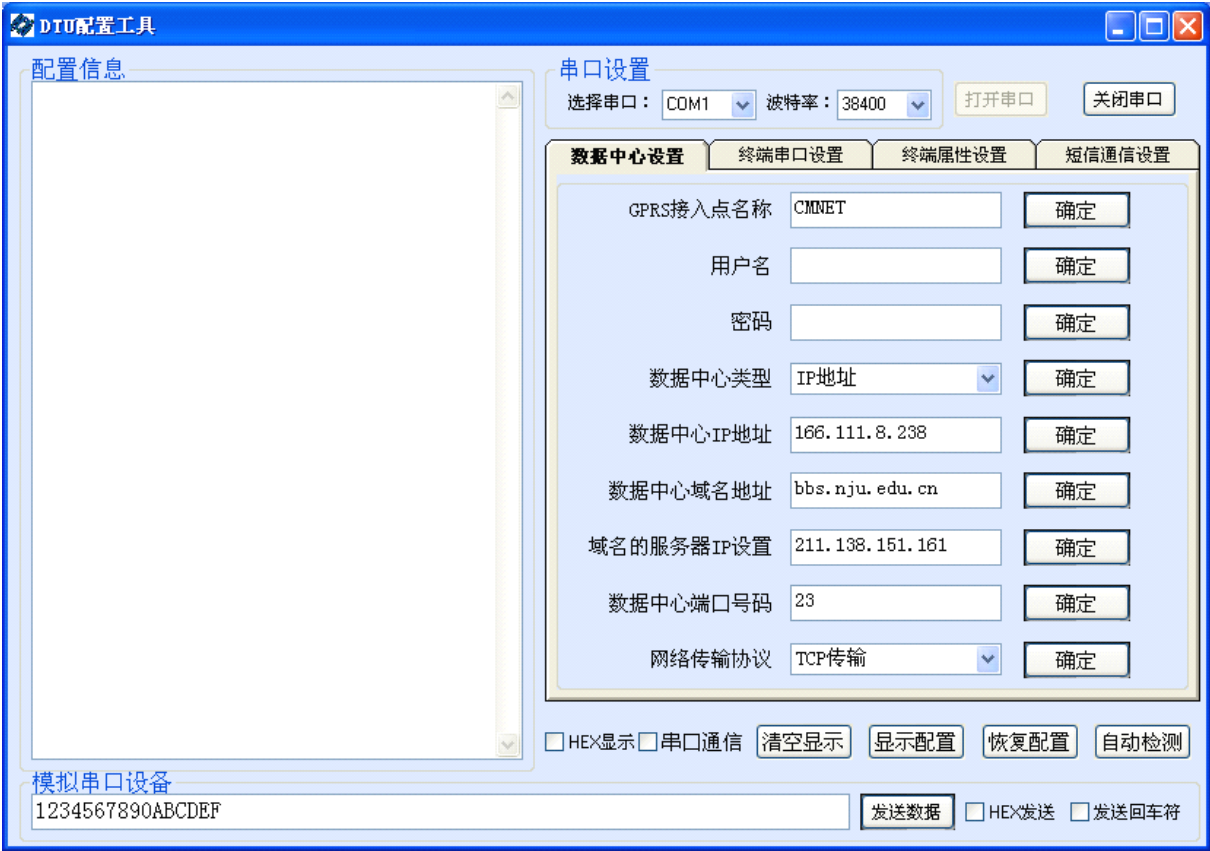 DTU配置工具
配置信息
串口设置
选择串口： COM1 波特率： 38400 打开串口 关闭串口
数据中心设置 终端串口设置 终端属性设置 短信通信设置
GPRS接入点名称 CMNET 确定
用户名 确定
密码 确定
数据中心类型 IP地址 确定
数据中心IP地址 166.111.8.238 确定
数据中心域名地址 bbs.nju.edu.cn 确定
域名的服务器IP设置 211.138.151.161 确定
数据中心端口号码 23 确定
网络传输协议 TCP传输 确定
HEX显示 串口通信 清空显示 显示配置 恢复配置 自动检测
模拟串口设备
1234567890ABCDEF 发送数据 HEX发送 发送回车符